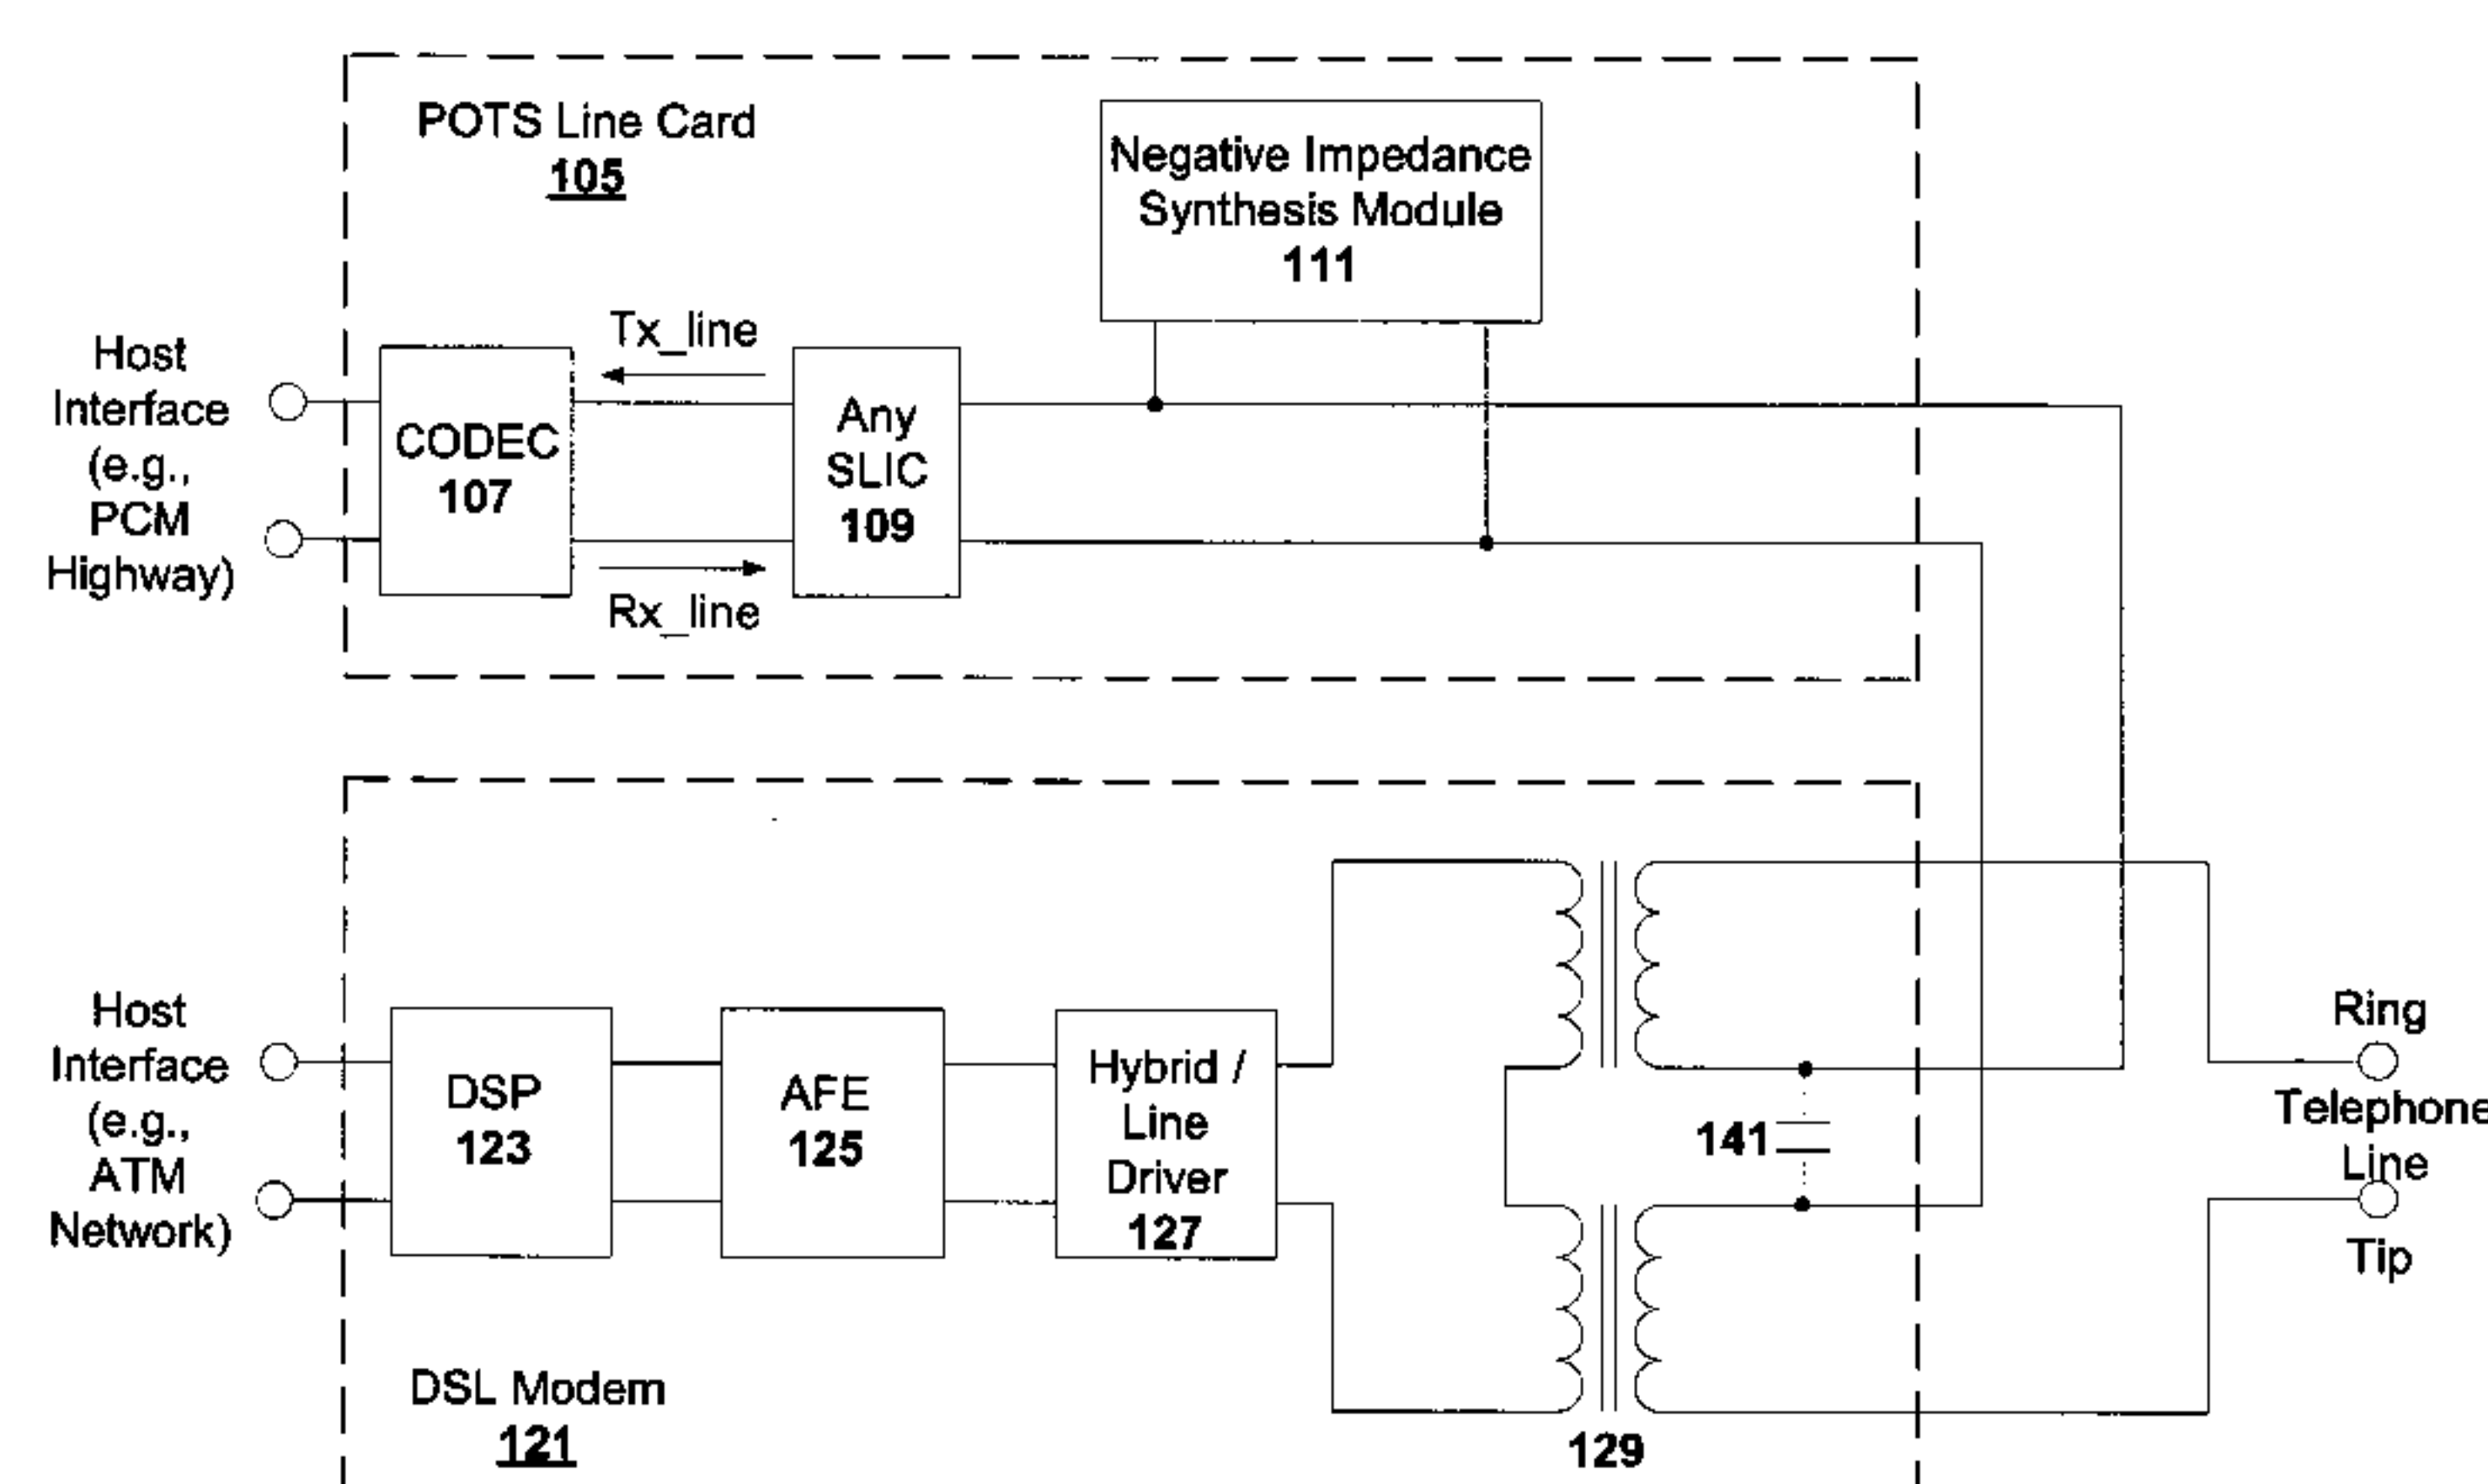 POTS Line Card
105
Negative Impedance
Synthesis Module
111
Host
Interface
(e.g.,
PCM
Highway)
CODEC
107
Tx_line
Rx_line
Any
SLIC
109
Host
Interface
(e.g.,
ATM
Network)
DSP
123
AFE
125
Hybrid /
Line
Driver
127
141
129
Ring
Telephone
Line
Tip
DSL Modem
121